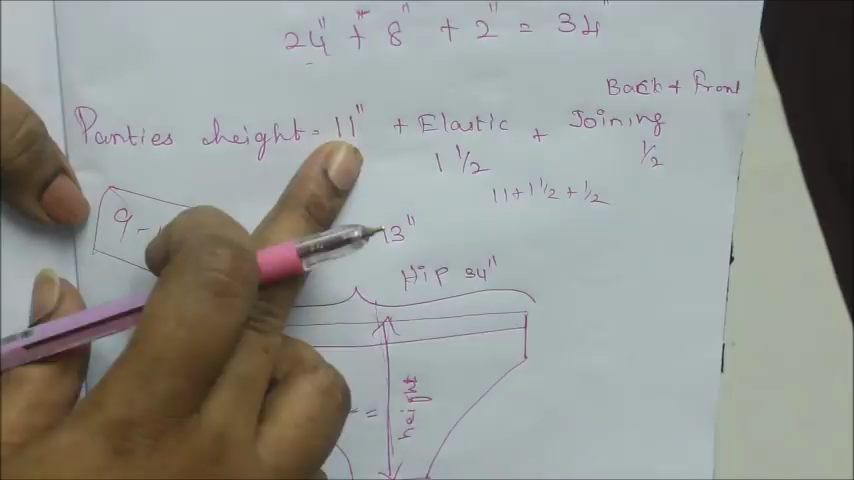 24" + 8" + 2" = 34"
Back + Front
Panties height = 11" + Elastic + Joining
1 1/2 1/2
11 + 1 1/2 + 1/2
9 -
13"
Hip 34"
=